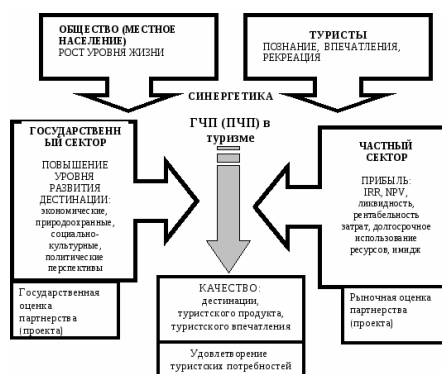 ОБЩЕСТВО (МЕСТНОЕ
НАСЕЛЕНИЕ)
РОСТ УРОВНЯ ЖИЗНИ
ТУРИСТЫ
ПОЗНАНИЕ, ВПЕЧАТЛЕНИЯ,
РЕКРЕАЦИЯ
СИНЕРГЕТИКА
ГЧП (ПЧП) в
туризме
ГОСУДАРСТВЕНН
ЫЙ СЕКТОР
ПОВЫШЕНИЕ
УРОВНЯ
РАЗВИТИЯ
ДЕСТИНАЦИИ:
экономические,
природоохранные,
социально-
культурные,
политические
перспективы
Государственная
оценка
партнерства
(проекта)
ЧАСТНЫЙ
СЕКТОР
ПРИБЫЛЬ:
IRR, NPV,
ликвидность,
рентабельность
затрат, долгосрочное
использование
ресурсов, имидж
Рыночная оценка
партнерства
(проекта)
КАЧЕСТВО:
дестинации,
туристского продукта,
туристского впечатления
Удовлетворение
туристских потребностей